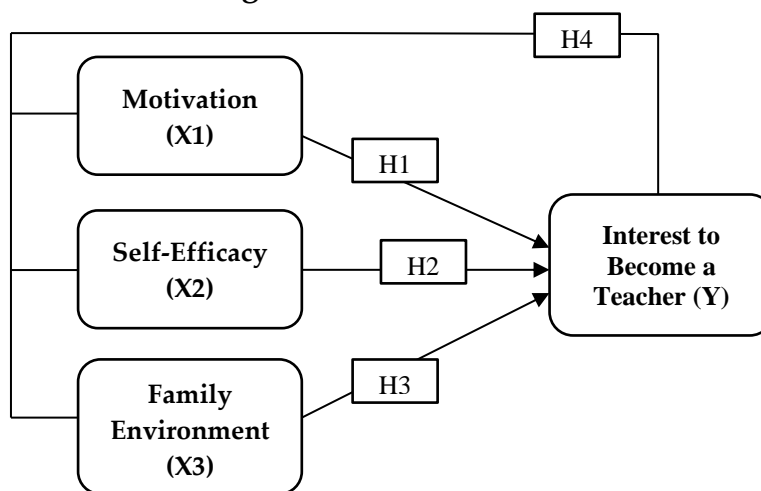 H4
Motivation
(X1)
H1
Self-Efficacy
(X2)
H2
Interest to
Become a
Teacher (Y)
H3
Family
Environment
(X3)